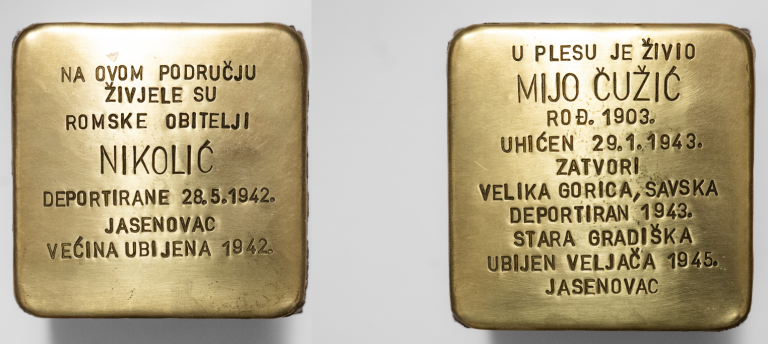 NA OVOM PODRUČJU
ŽIVJELE SU
ROMSKE OBITELJI
NIKOLIĆ
DEPORTIRANE 28.5.1942.
JASENOVAC
VEĆINA UBIJENA 1942.
U PLESU JE ŽIVIO
MIJO ČUŽIĆ
ROĐ. 1903.
UHIĆEN 29.1.1943.
ZATVORI
VELIKA GORICA, SAVSKA
DEPORTIRAN 1943.
STARA GRADIŠKA
UBIJEN VELJAČA 1945.
JASENOVAC